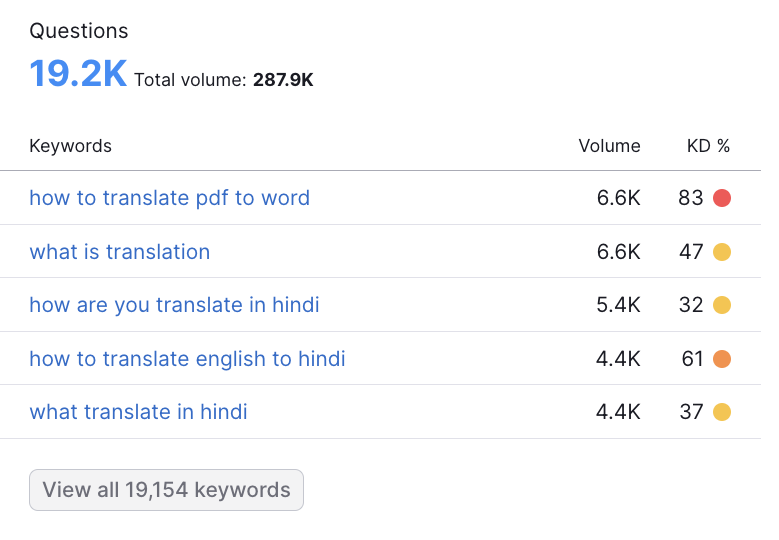 Questions
19.2K Total volume: 287.9K
Keywords Volume KD %
how to translate pdf to word 6.6K 83
what is translation 6.6K 47
how are you translate in hindi 5.4K 32
how to translate english to hindi 4.4K 61
what translate in hindi 4.4K 37
View all 19,154 keywords